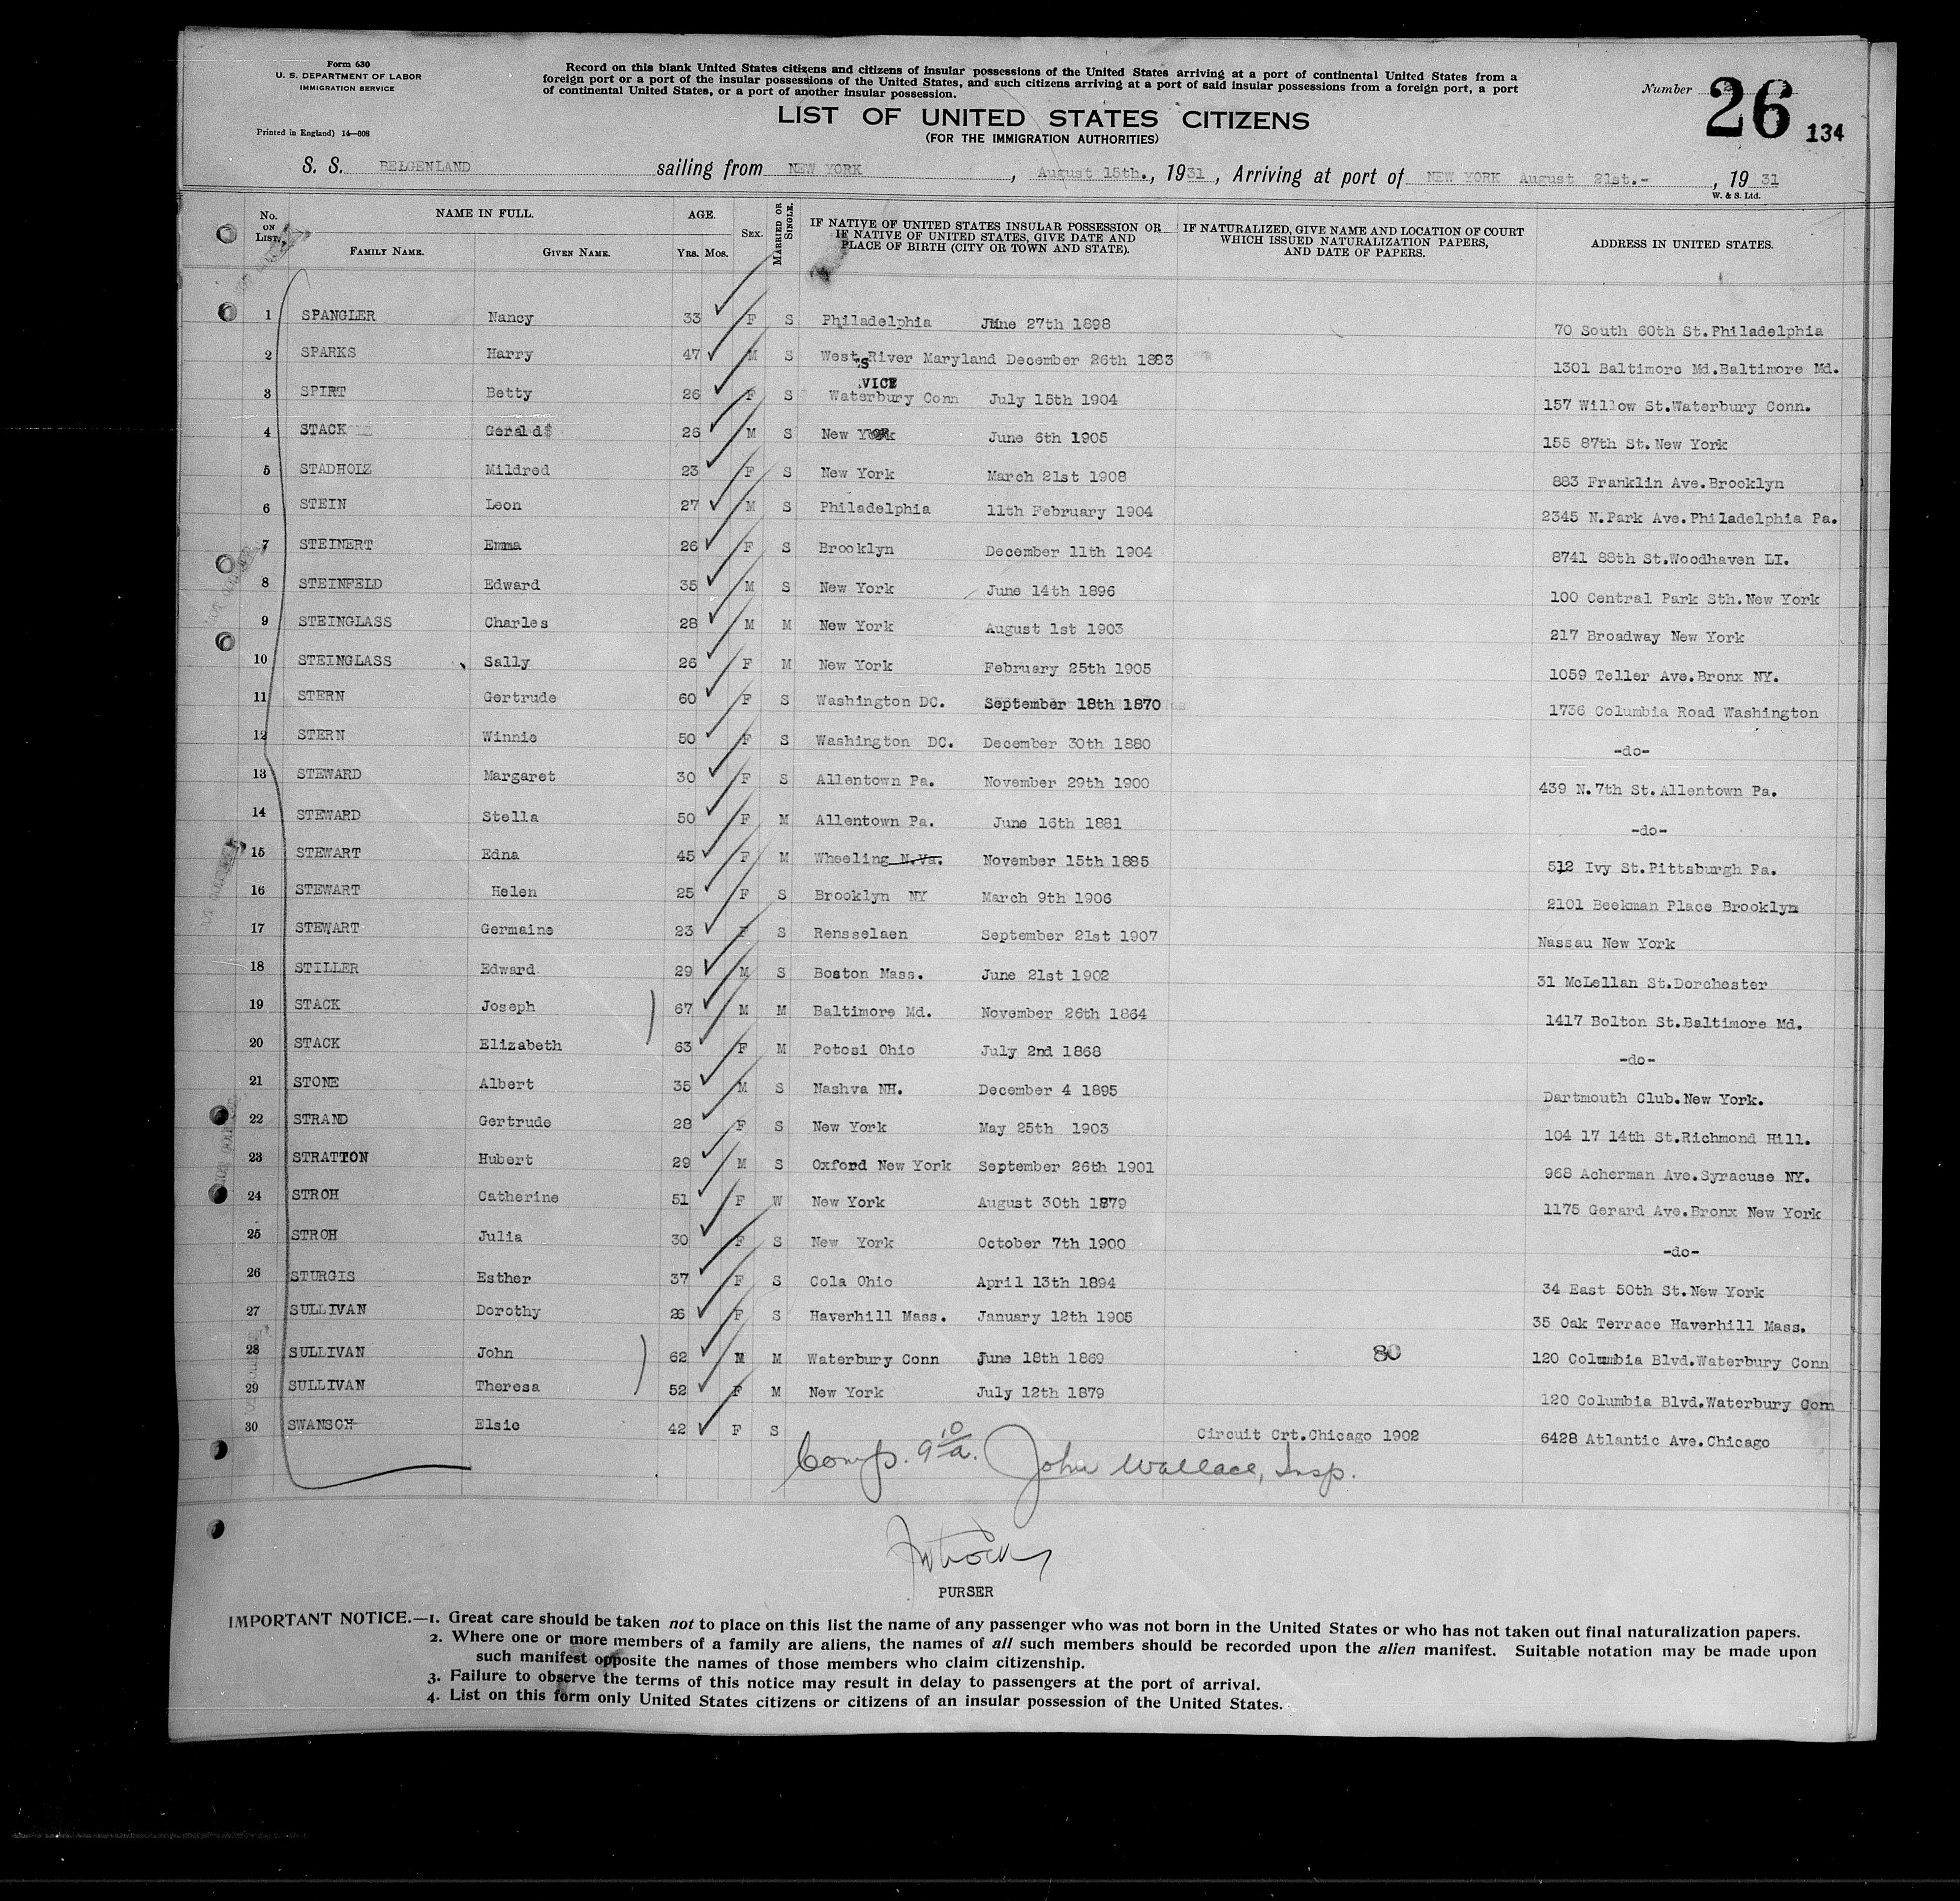 Form 630
U. S. DEPARTMENT OF LABOR
IMMIGRATION SERVICE
Printed in England) 14—608
Record on this blank United States citizens and citizens of insular possessions of the United States arriving at a port of continental United States from a
foreign port or a port of the insular possessions of the United States, and such citizens arriving at a port of said insular possessions from a foreign port, a port
of continental United States, or a port of another insular possession.
Number 26 134
LIST OF UNITED STATES CITIZENS
(FOR THE IMMIGRATION AUTHORITIES)
S. S. BELGENLAND sailing from NEW YORK, August 15th., 1931, Arriving at port of NEW YORK August 21st.-, 19 31
W. & S. Ltd.
No. ON LIST. NAME IN FULL. FAMILY NAME. GIVEN NAME. AGE. YRS. MOS. SEX. MARRIED OR SINGLE. IF NATIVE OF UNITED STATES INSULAR POSSESSION OR IF NATIVE OF UNITED STATES, GIVE DATE AND PLACE OF BIRTH (CITY OR TOWN AND STATE). IF NATURALIZED, GIVE NAME AND LOCATION OF COURT WHICH ISSUED NATURALIZATION PAPERS, AND DATE OF PAPERS. ADDRESS IN UNITED STATES.
1 SPANGLER Nancy 33 F S Philadelphia June 27th 1898 70 South 60th St.Philadelphia
2 SPARKS Harry 47 M S West River Maryland December 26th 1883 1301 Baltimore Md.Baltimore Md.
3 SPIRT Betty 26 F S Waterbury Conn July 15th 1904 157 Willow St.Waterbury Conn.
4 STACK Gerald 26 M S New York June 6th 1905 155 87th St.New York
5 STADHOLZ Mildred 23 F S New York March 21st 1908 883 Franklin Ave.Brooklyn
6 STEIN Leon 27 M S Philadelphia 11th February 1904 2345 N.Park Ave.Philadelphia Pa.
7 STEINERT Emma 26 F S Brooklyn December 11th 1904 8741 88th St.Woodhaven LI.
8 STEINFELD Edward 35 M S New York June 14th 1896 100 Central Park Sth.New York
9 STEINGLASS Charles 28 M M New York August 1st 1903 217 Broadway New York
10 STEINGLASS Sally 26 F M New York February 25th 1905 1059 Teller Ave.Bronx NY.
11 STERN Gertrude 60 F S Washington DC. September 18th 1870 1736 Columbia Road Washington
12 STERN Winnie 50 F S Washington DC. December 30th 1880 -do-
13 STEWARD Margaret 30 F S Allentown Pa. November 29th 1900 439 N.7th St.Allentown Pa.
14 STEWARD Stella 50 F M Allentown Pa. June 16th 1881 -do-
15 STEWART Edna 45 F M Wheeling N.Va. November 15th 1885 512 Ivy St.Pittsburgh Pa.
16 STEWART Helen 25 F S Brooklyn NY March 9th 1906 2101 Beekman Place Brooklyn
17 STEWART Germaine 23 F S Rensselaen September 21st 1907 Nassau New York
18 STILLER Edward 29 M S Boston Mass. June 21st 1902 31 McLellan St.Dorchester
19 STACK Joseph 67 M M Baltimore Md. November 26th 1864 1417 Bolton St.Baltimore Md.
20 STACK Elizabeth 63 F M Potosi Ohio July 2nd 1868 -do-
21 STONE Albert 35 M S Nashva NH. December 4 1895 Dartmouth Club.New York.
22 STRAND Gertrude 28 F S New York May 25th 1903 104 17 14th St.Richmond Hill.
23 STRATTON Hubert 29 M S Oxford New York September 26th 1901 968 Acherman Ave.Syracuse NY.
24 STROH Catherine 51 F W New York August 30th 1879 1175 Gerard Ave.Bronx New York
25 STROH Julia 30 F S New York October 7th 1900 -do-
26 STURGIS Esther 37 F S Cola Ohio April 13th 1894 34 East 50th St.New York
27 SULLIVAN Dorothy 26 F S Haverhill Mass. January 12th 1905 35 Oak Terrace Haverhill Mass.
28 SULLIVAN John 62 M M Waterbury Conn June 18th 1869 80 120 Columbia Blvd.Waterbury Conn
29 SULLIVAN Theresa 52 F M New York July 12th 1879 120 Columbia Blvd.Waterbury Con
30 SWANSON Elsie 42 F S Circuit Crt.Chicago 1902 6428 Atlantic Ave.Chicago
Comp. 9 10/a. John Wallace, Insp.
PURSER
IMPORTANT NOTICE.—1. Great care should be taken not to place on this list the name of any passenger who was not born in the United States or who has not taken out final naturalization papers.
2. Where one or more members of a family are aliens, the names of all such members should be recorded upon the alien manifest. Suitable notation may be made upon
such manifest opposite the names of those members who claim citizenship.
3. Failure to observe the terms of this notice may result in delay to passengers at the port of arrival.
4. List on this form only United States citizens or citizens of an insular possession of the United States.